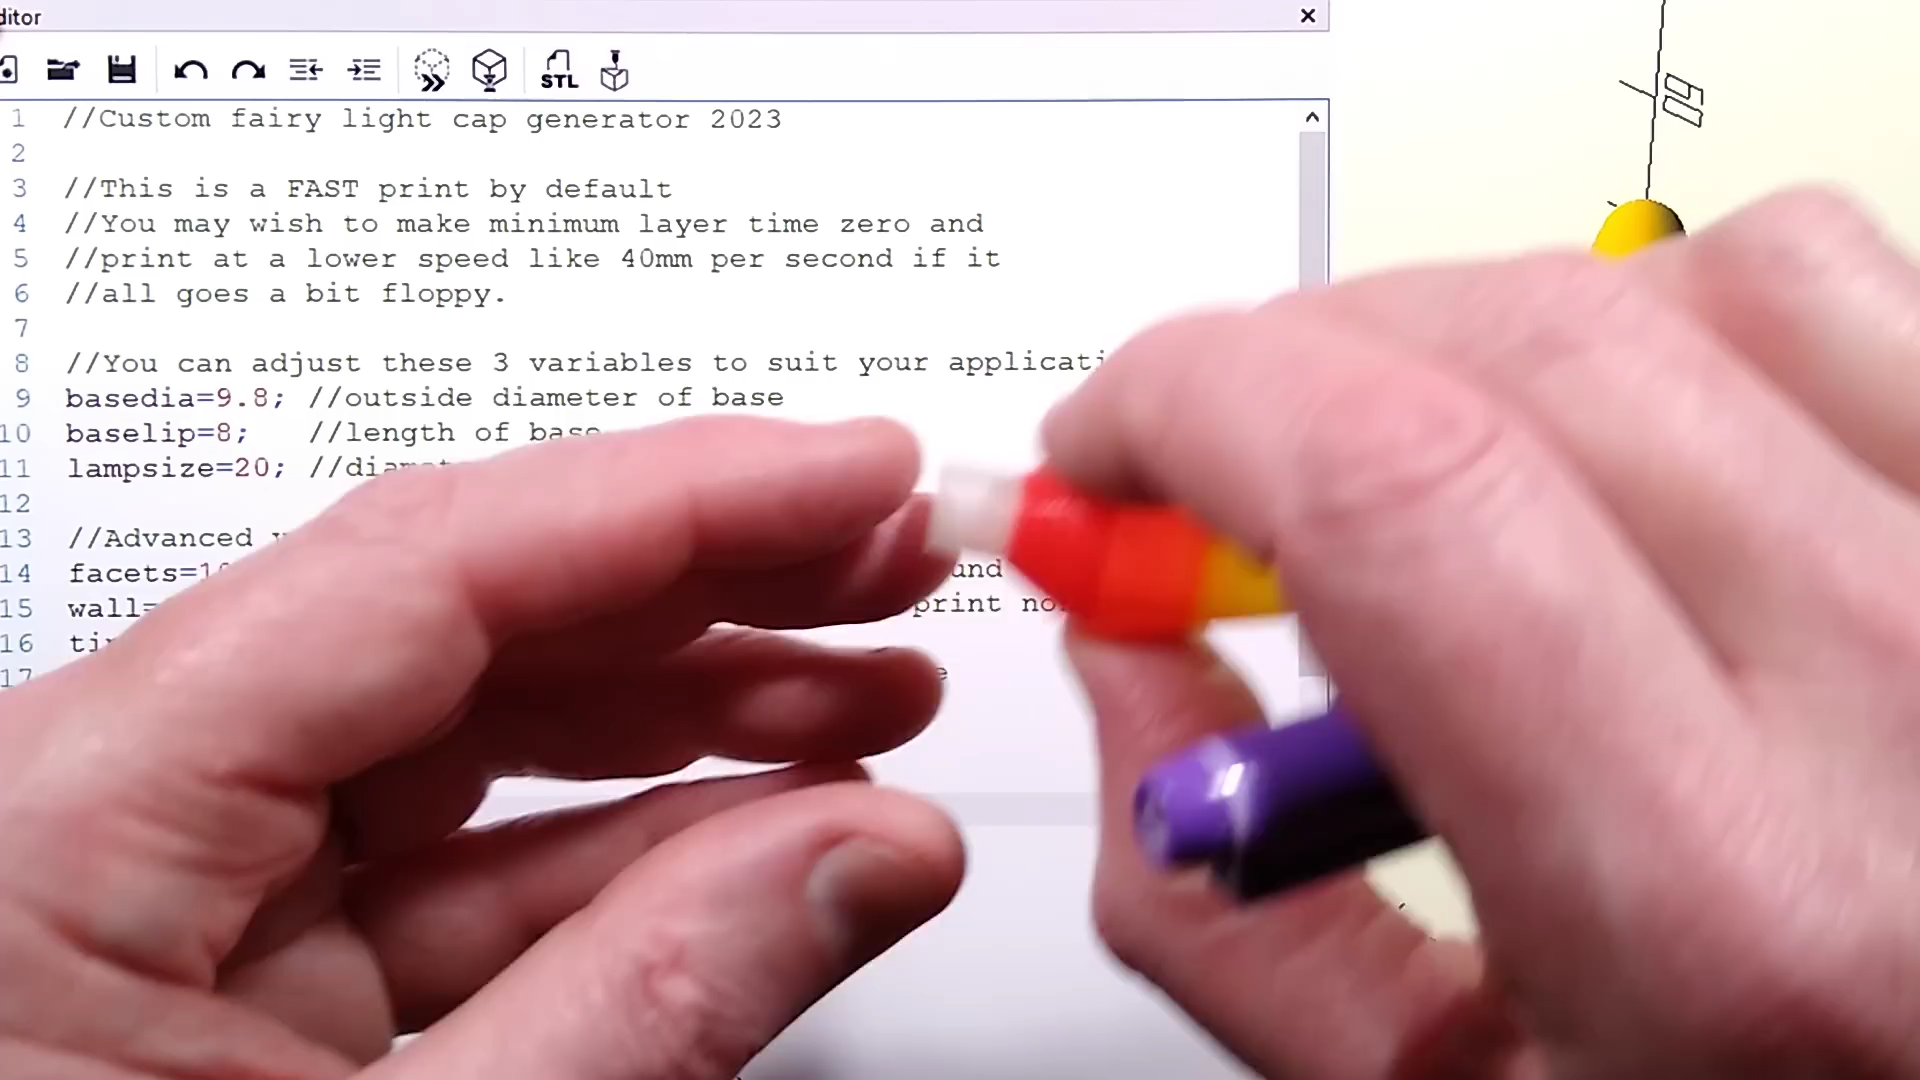 STL
1 //Custom fairy light cap generator 2023
2
3 //This is a FAST print by default
4 //You may wish to make minimum layer time zero and
5 //print at a lower speed like 40mm per second if it
6 //all goes a bit floppy.
7
8 //You can adjust these 3 variables to suit your
9 basedia=9.8; //outside diameter of base
10 baselip=8; //length of base
11 lampsize=20; //
12
13 //Advanced
14 facets=
15 wall= print
16
17
10